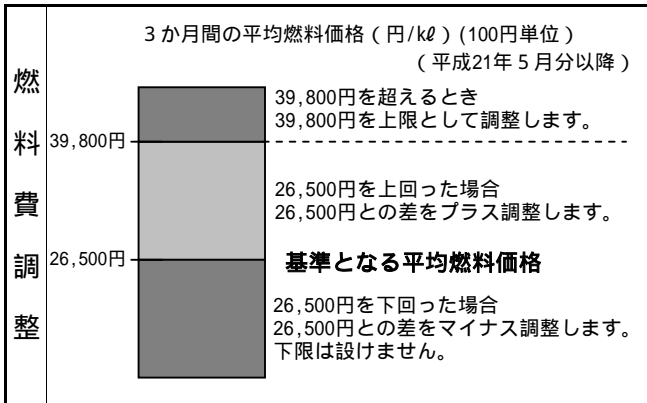 燃料費調整
3か月間の平均燃料価格(円/kℓ)(100円単位)
(平成21年5月分以降)
39,800円を超えるとき
39,800円を上限として調整します。
39,800円
26,500円を上回った場合
26,500円との差をプラス調整します。
26,500円
基準となる平均燃料価格
26,500円を下回った場合
26,500円との差をマイナス調整します。
下限は設けません。